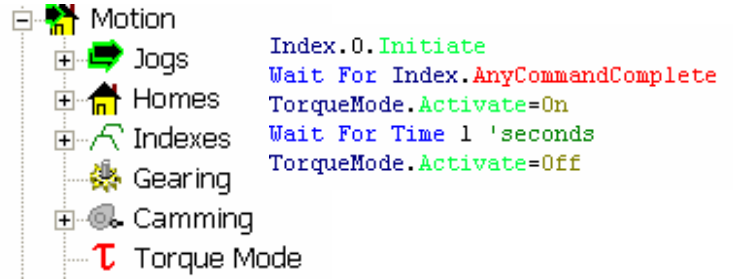 Motion
Jogs
Homes
Indexes
Gearing
Camming
τ Torque Mode
Index.0.Initiate
Wait For Index.AnyCommandComplete
TorqueMode.Activate=On
Wait For Time 1 'seconds
TorqueMode.Activate=Off